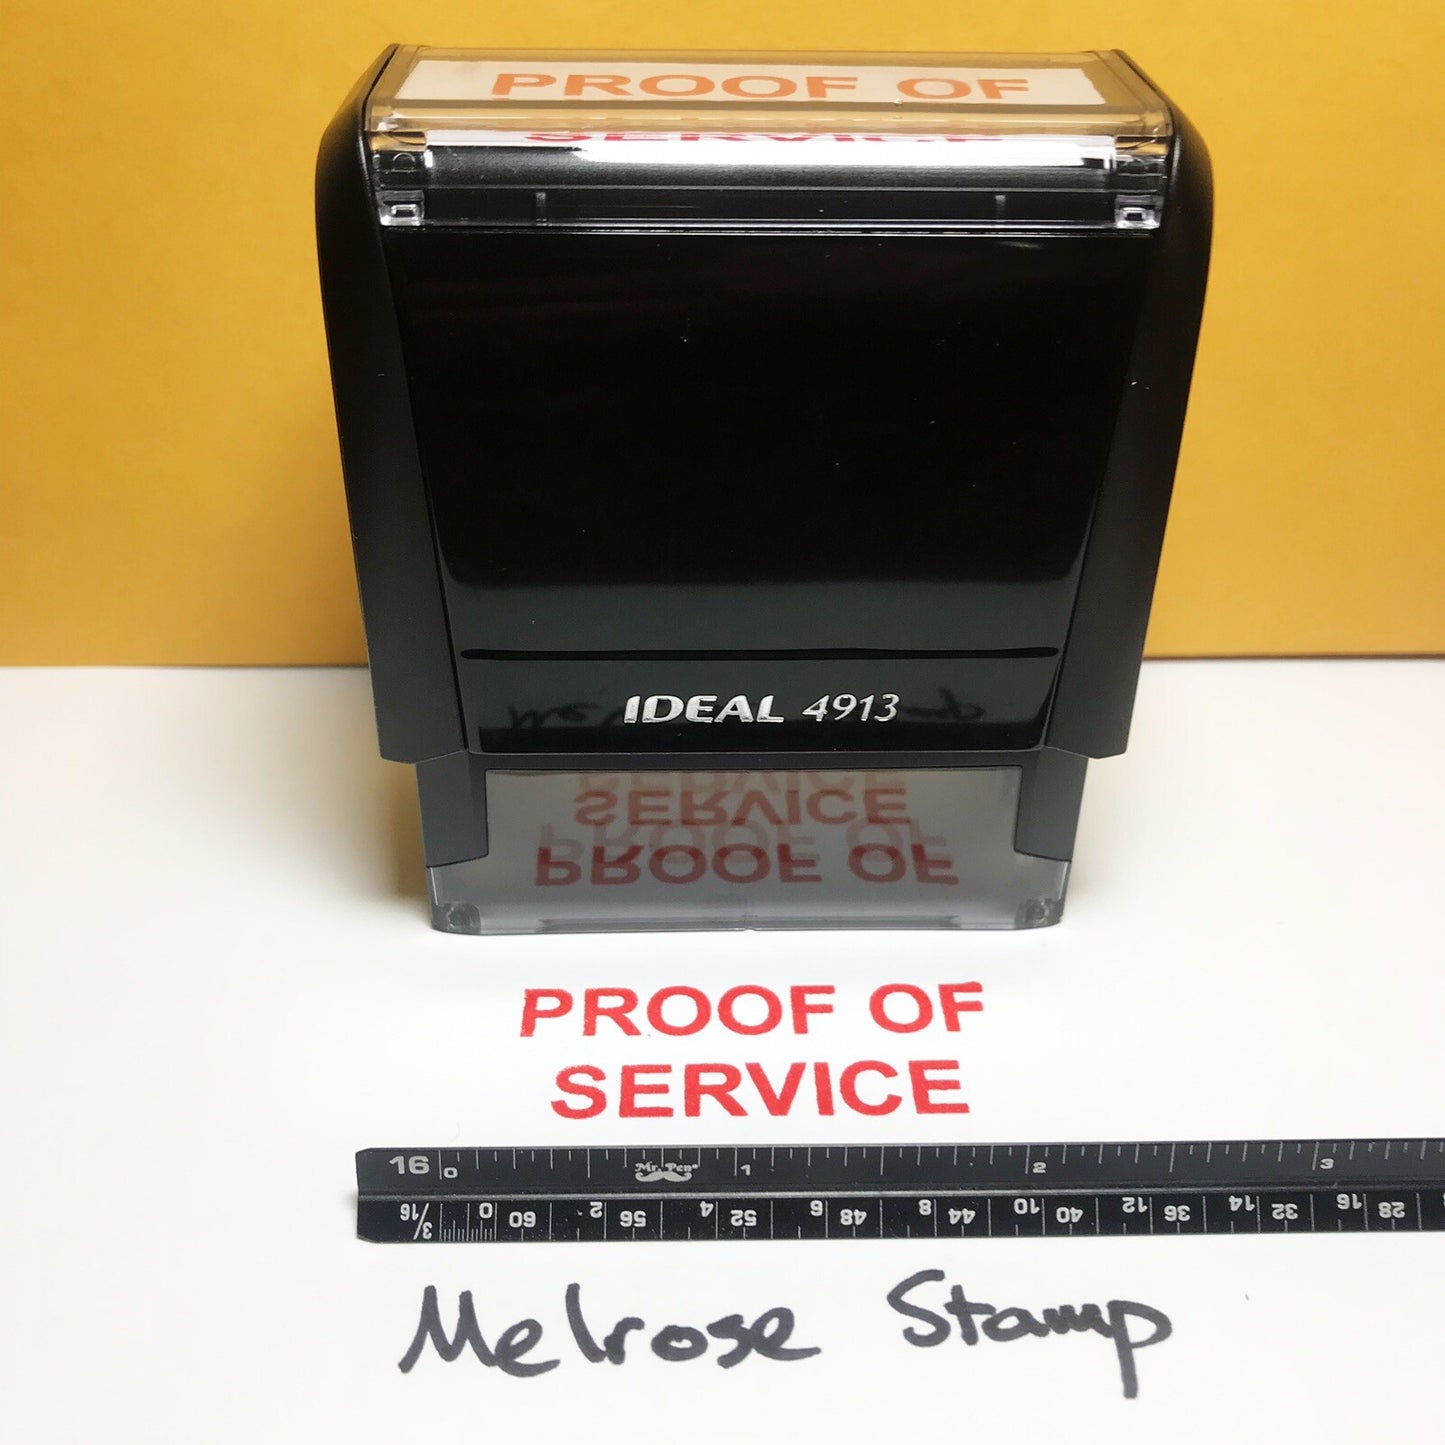 PROOF OF
SERVICE
IDEAL 4913
SERVICE
PROOF OF
PROOF OF
SERVICE
16 0 Mr. Pen® 1 2 3
3/16 0 60 2 56 4 52 6 48 8 44 10 40 12 36 14 32 16 28
Melrose Stamp